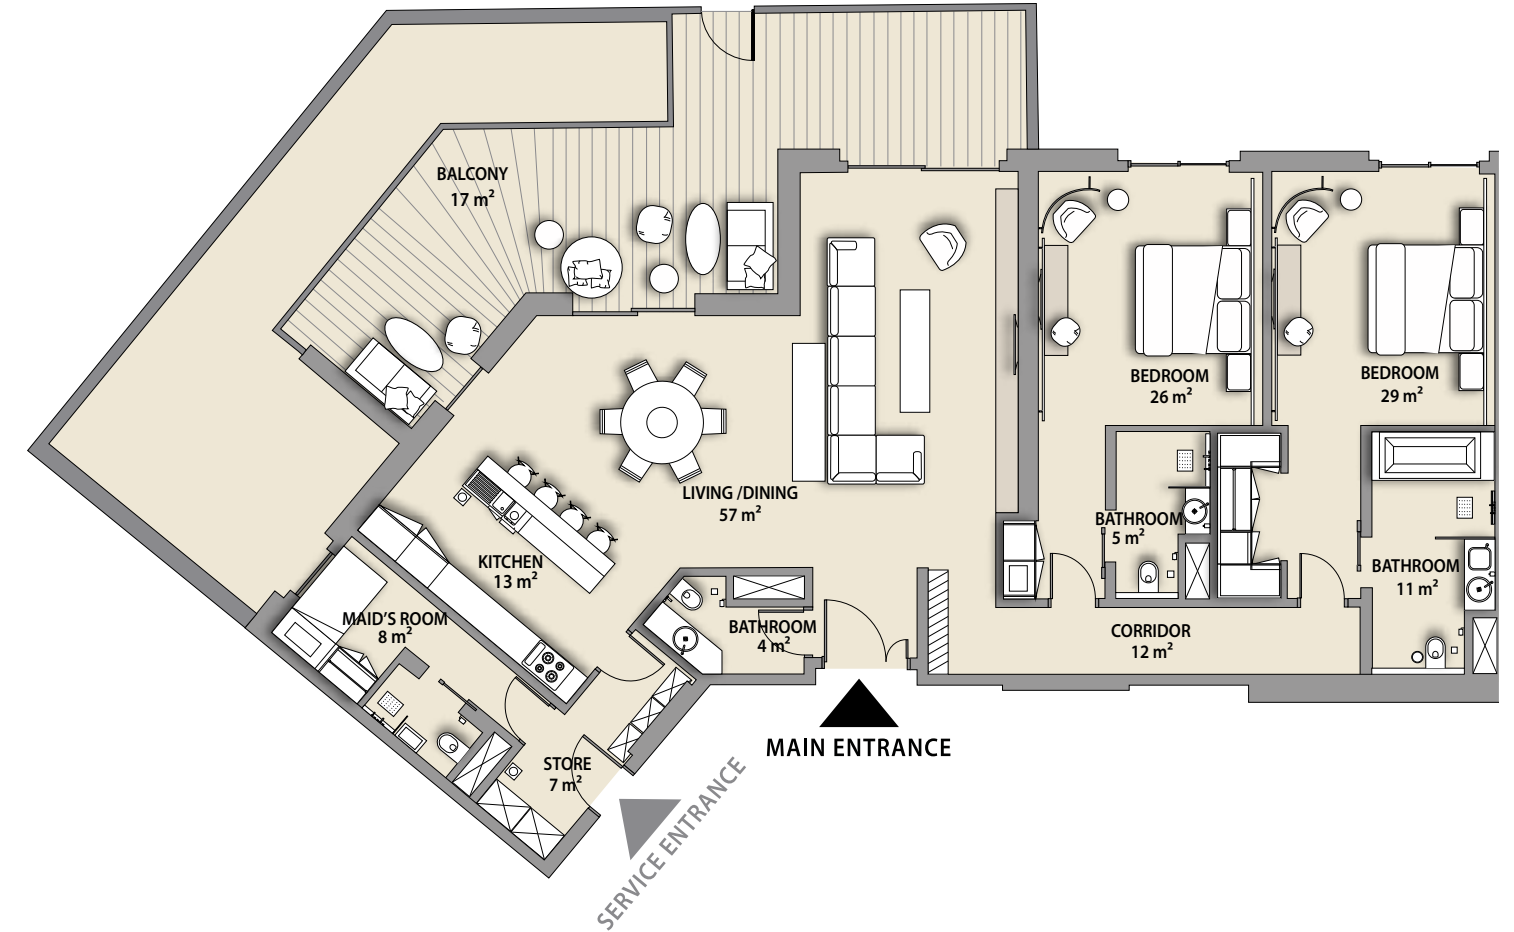 BALCONY
17 m²
BEDROOM
26 m²
BEDROOM
29 m²
LIVING /DINING
57 m²
BATHROOM
5 m²
KITCHEN
13 m²
BATHROOM
11 m²
MAID'S ROOM
8 m²
BATHROOM
4 m²
CORRIDOR
12 m²
STORE
7 m²
MAIN ENTRANCE
SERVICE ENTRANCE